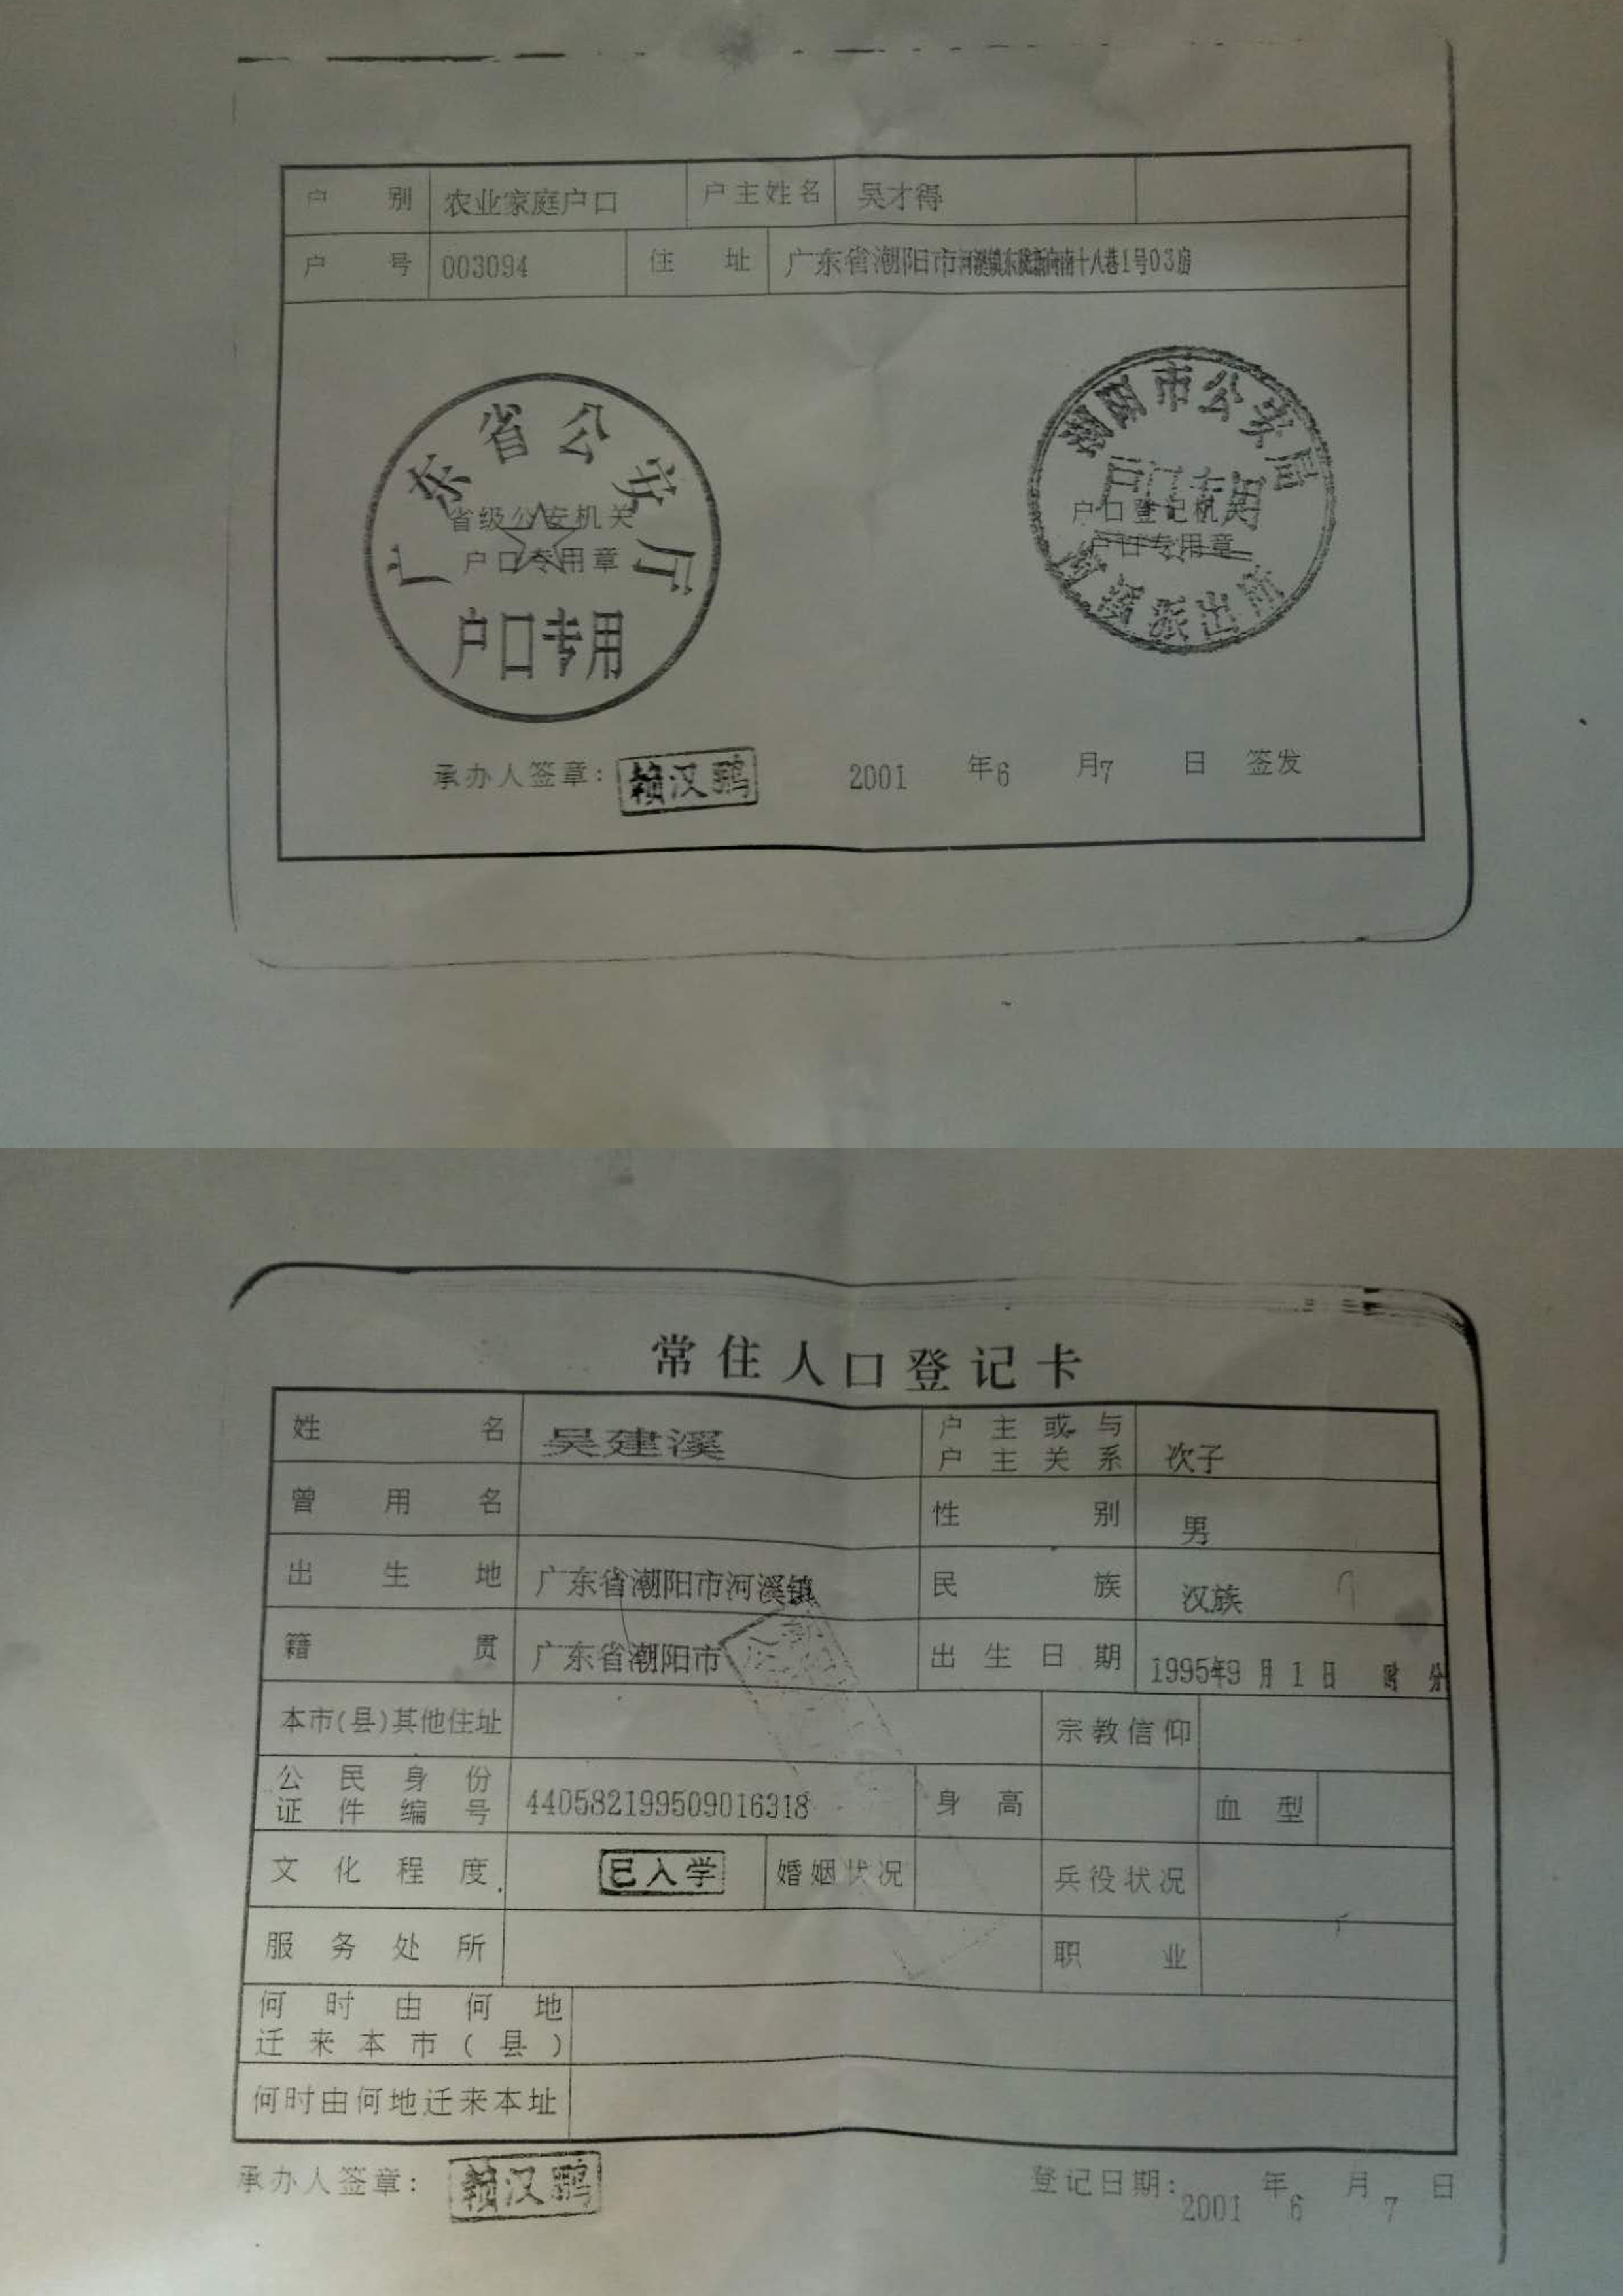 户别 农业家庭户口 户主姓名 吴才得
户号 003094 住址 广东省潮阳市河溪镇东陇新向南十八巷1号03房
广东省公安厅
省级公安机关
户口专用章
户口专用
潮阳市公安局
户口专用
户口登记机关
户口专用章
河溪派出所
承办人签章: 赖汉鹏 2001 年6 月7 日 签发
常住人口登记卡
姓名 吴建溪 户主或与户主关系 次子
曾用名 性别 男
出生地 广东省潮阳市河溪镇 民族 汉族
籍贯 广东省潮阳市 出生日期 1995年9月1日 时 分
本市(县)其他住址 宗教信仰
公民身份证件编号 440582199509016318 身高 血型
文化程度 已入学 婚姻状况 兵役状况
服务处所 职业
何时由何地
迁来本市(县)
何时由何地迁来本址
承办人签章: 赖汉鹏 登记日期: 2001 年 6 月 7 日